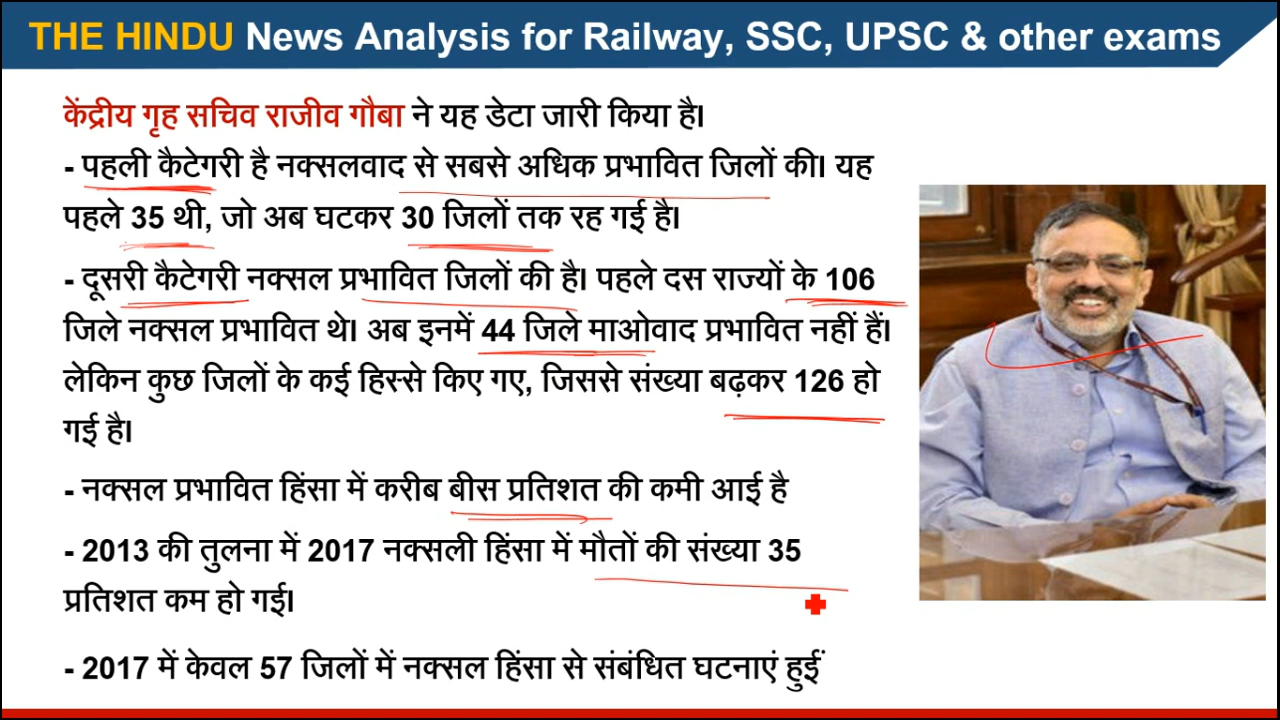 THE HINDU News Analysis for Railway, SSC, UPSC & other exams
केंद्रीय गृह सचिव राजीव गौबा ने यह डेटा जारी किया है।
- पहली कैटेगरी है नक्सलवाद से सबसे अधिक प्रभावित जिलों की। यह
पहले 35 थी, जो अब घटकर 30 जिलों तक रह गई है।
- दूसरी कैटेगरी नक्सल प्रभावित जिलों की है। पहले दस राज्यों के 106
जिले नक्सल प्रभावित थे। अब इनमें 44 जिले माओवाद प्रभावित नहीं हैं।
लेकिन कुछ जिलों के कई हिस्से किए गए, जिससे संख्या बढ़कर 126 हो
गई है।
- नक्सल प्रभावित हिंसा में करीब बीस प्रतिशत की कमी आई है
- 2013 की तुलना में 2017 नक्सली हिंसा में मौतों की संख्या 35
प्रतिशत कम हो गई।
- 2017 में केवल 57 जिलों में नक्सल हिंसा से संबंधित घटनाएं हुईं